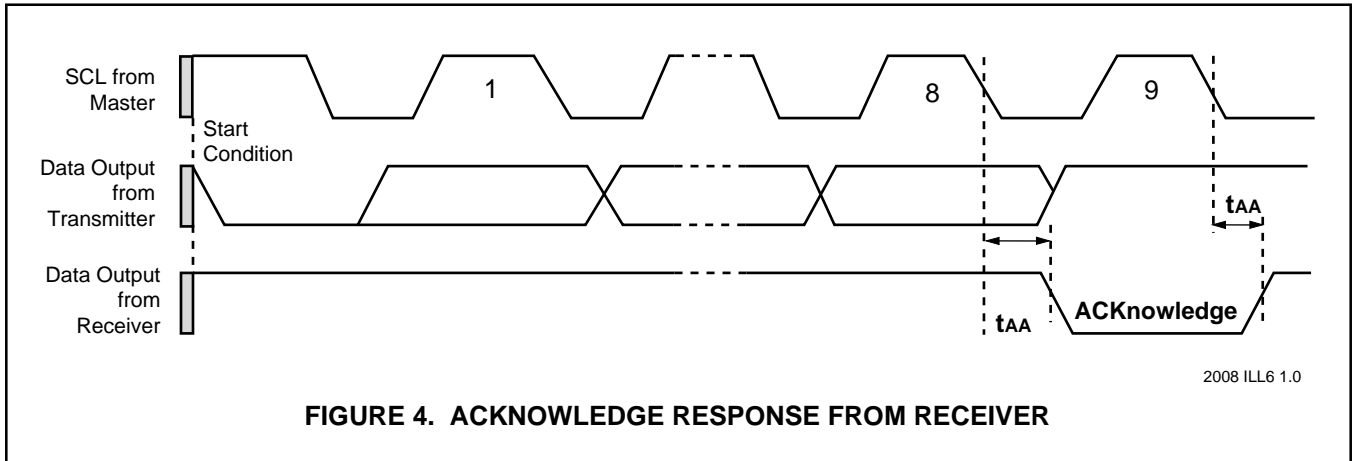 SCL from
Master
1
8
9
Start
Condition
Data Output
from
Transmitter
tAA
Data Output
from
Receiver
tAA
ACKnowledge
2008 ILL6 1.0
FIGURE 4. ACKNOWLEDGE RESPONSE FROM RECEIVER